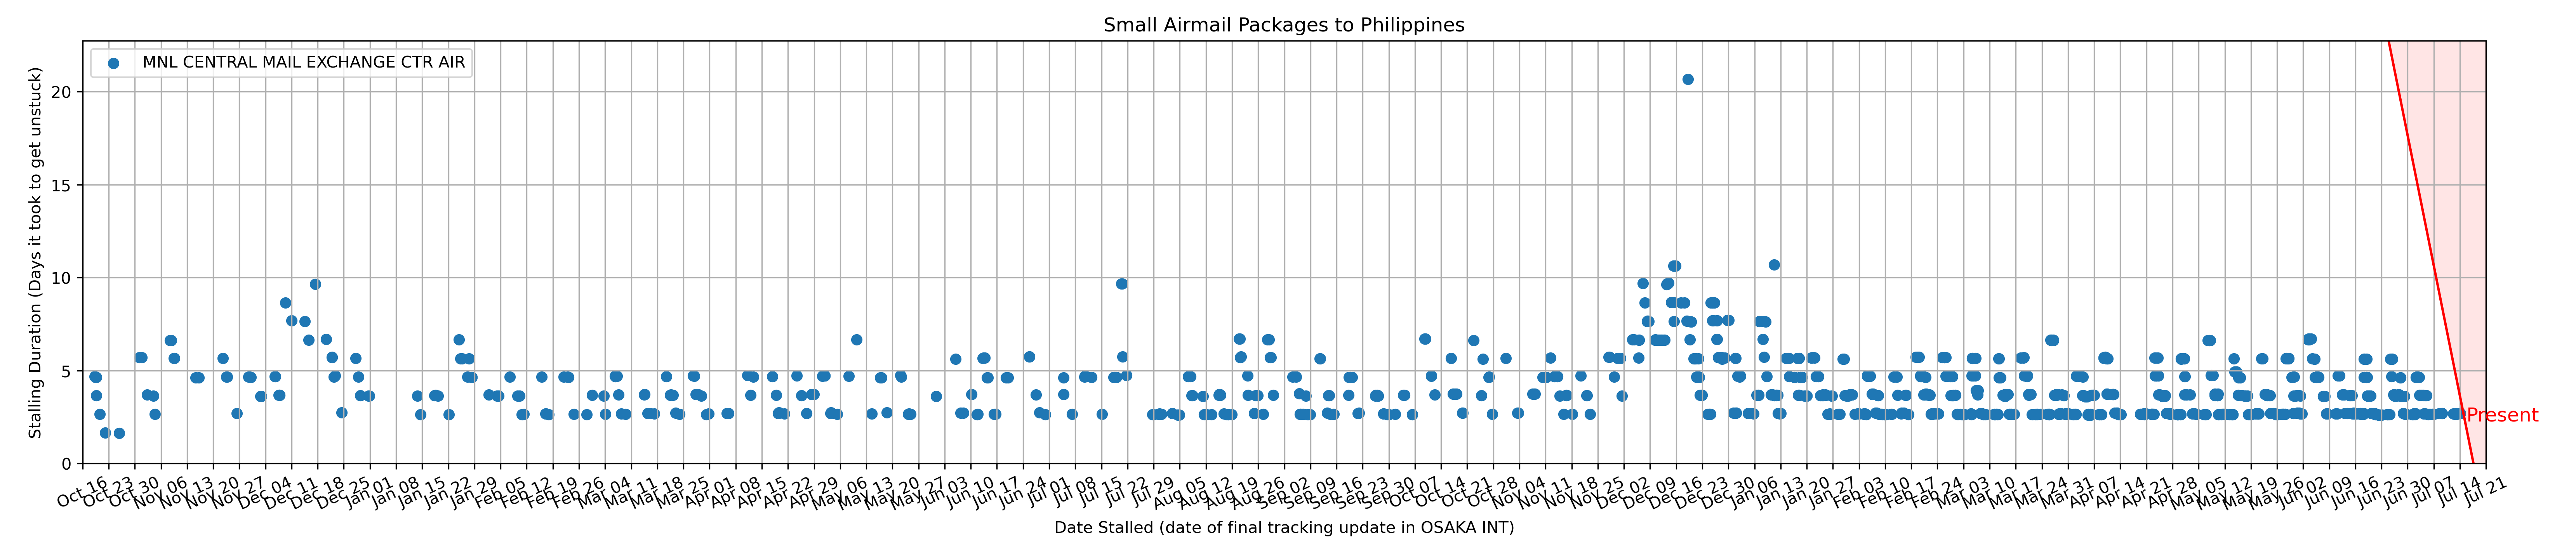 Small Airmail Packages to Philippines
MNL CENTRAL MAIL EXCHANGE CTR AIR
Stalling Duration (Days it took to get unstuck)
20
15
10
5
0
Present
Oct 16
Oct 23
Oct 30
Nov 06
Nov 13
Nov 20
Nov 27
Dec 04
Dec 11
Dec 18
Dec 25
Jan 01
Jan 08
Jan 15
Jan 22
Jan 29
Feb 05
Feb 12
Feb 19
Feb 26
Mar 04
Mar 11
Mar 18
Mar 25
Apr 01
Apr 08
Apr 15
Apr 22
Apr 29
May 06
May 13
May 20
May 27
Jun 03
Jun 10
Jun 17
Jun 24
Jul 01
Jul 08
Jul 15
Jul 22
Jul 29
Aug 05
Aug 12
Aug 19
Aug 26
Sep 02
Sep 09
Sep 16
Sep 23
Sep 30
Oct 07
Oct 14
Oct 21
Oct 28
Nov 04
Nov 11
Nov 18
Nov 25
Dec 02
Dec 09
Dec 16
Dec 23
Dec 30
Jan 06
Jan 13
Jan 20
Jan 27
Feb 03
Feb 10
Feb 17
Feb 24
Mar 03
Mar 10
Mar 17
Mar 24
Mar 31
Apr 07
Apr 14
Apr 21
Apr 28
May 05
May 12
May 19
May 26
Jun 02
Jun 09
Jun 16
Jun 23
Jun 30
Jul 07
Jul 14
Jul 21
Date Stalled (date of final tracking update in OSAKA INT)